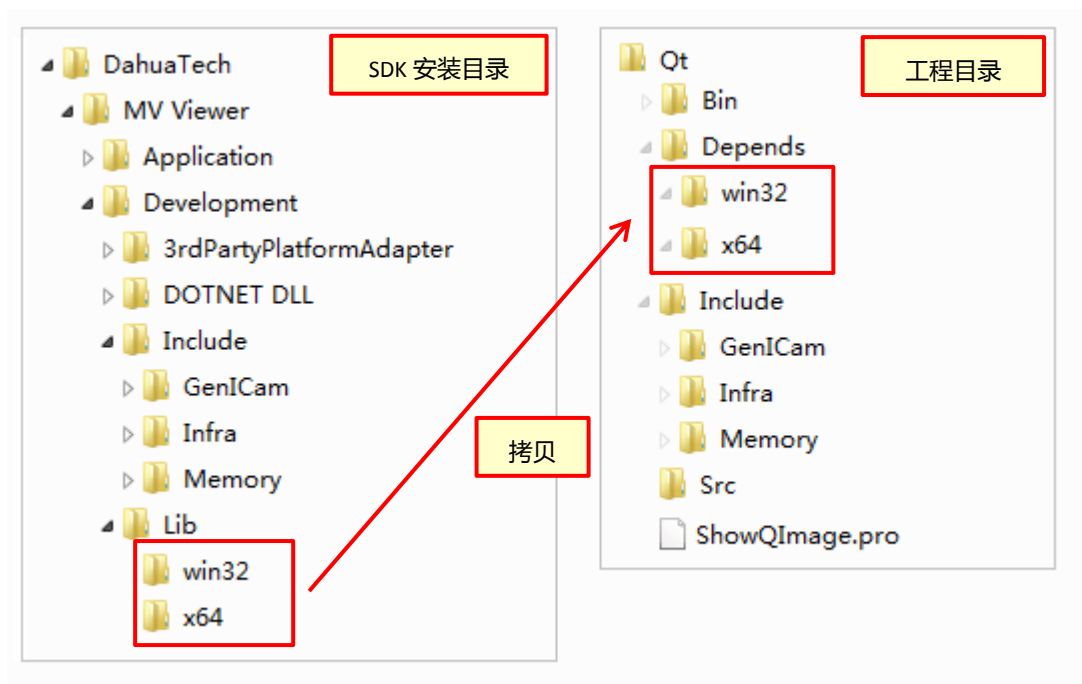 SDK 安装目录
DahuaTech
MV Viewer
Application
Development
3rdPartyPlatformAdapter
DOTNET DLL
Include
GenICam
Infra
Memory
Lib
win32
x64
拷贝
工程目录
Qt
Bin
Depends
win32
x64
Include
GenICam
Infra
Memory
Src
ShowQImage.pro